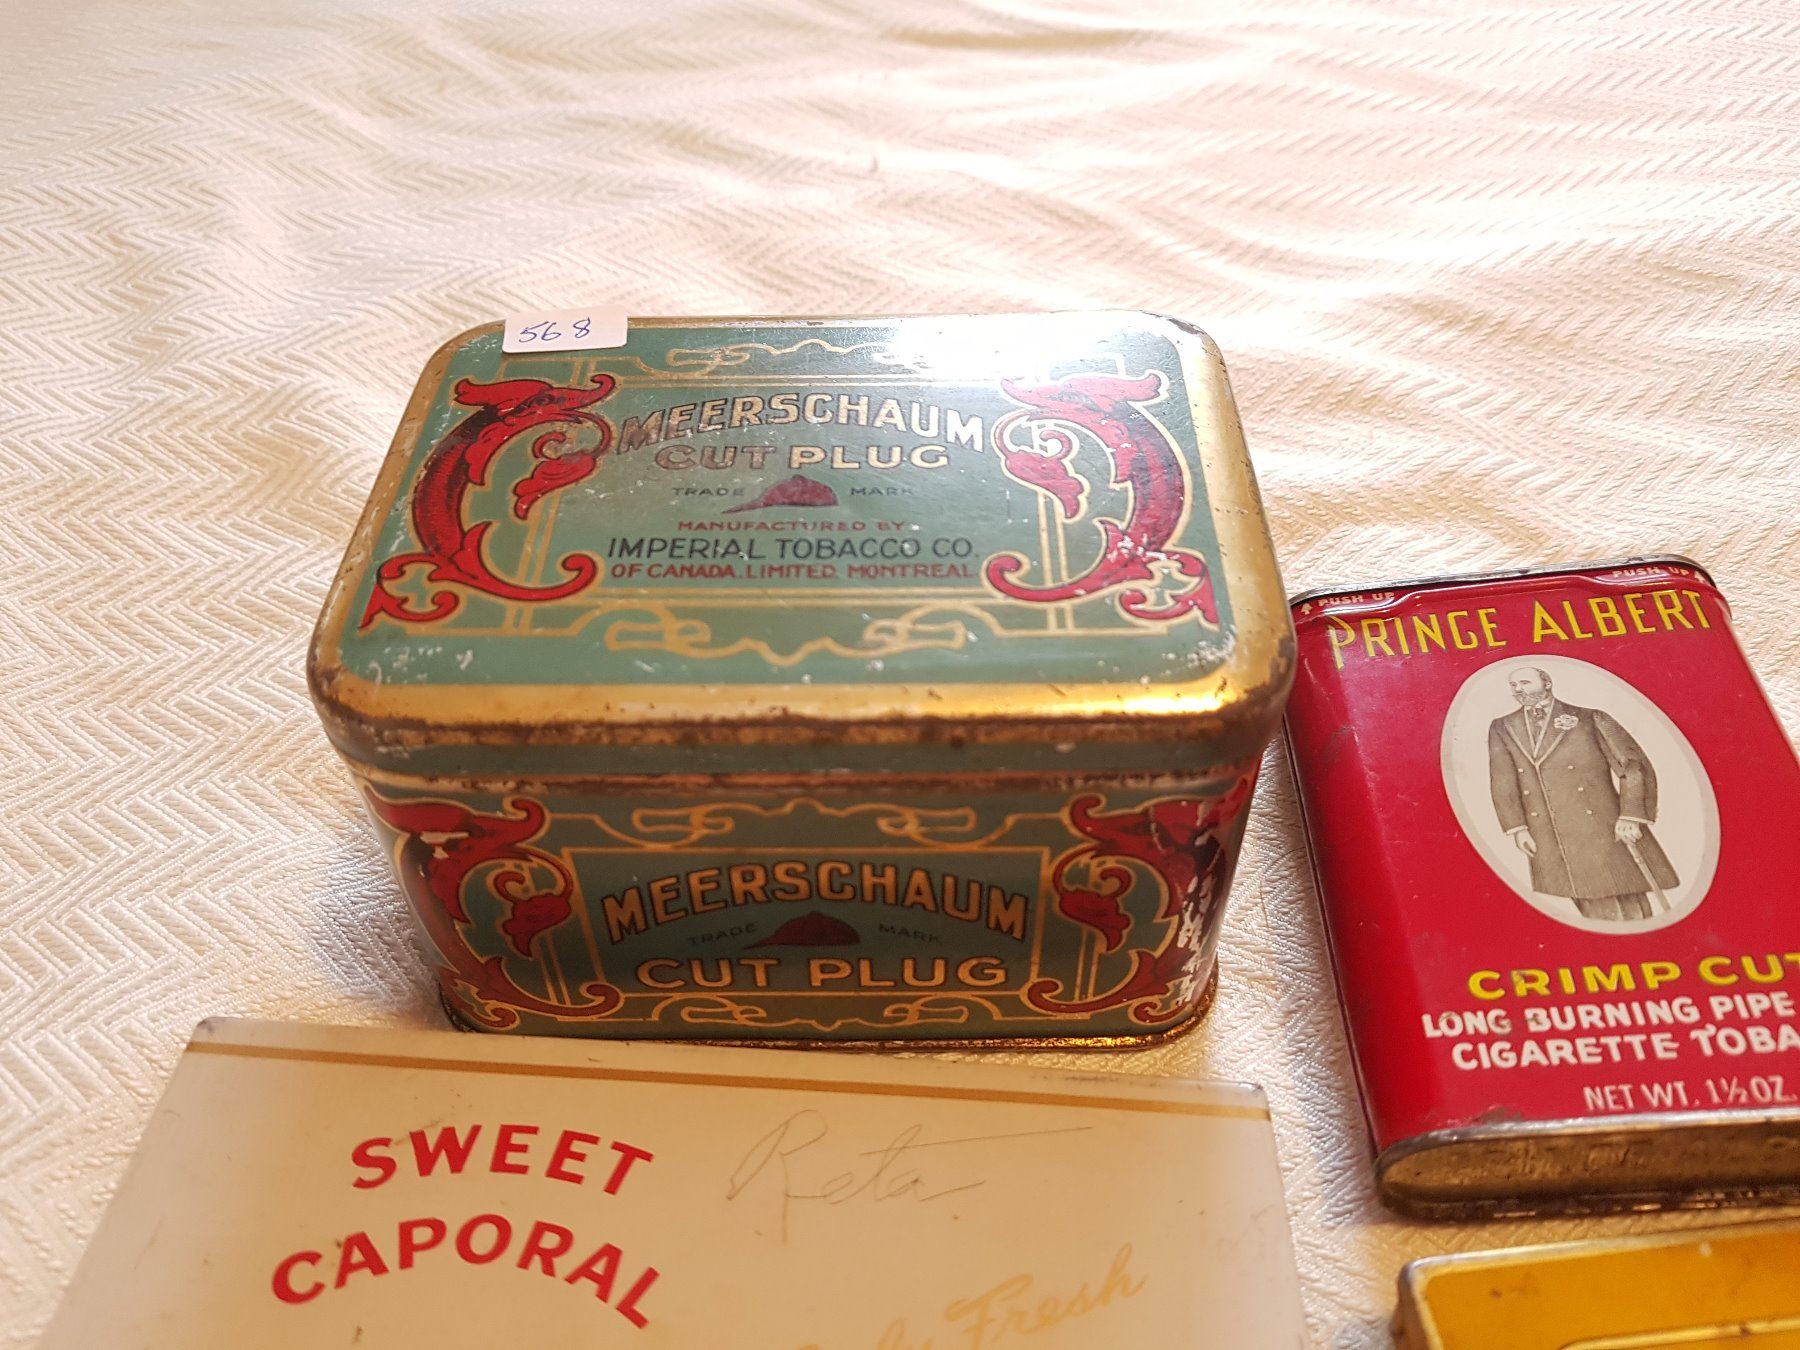 568
MEERSCHAUM
CUT PLUG
TRADE MARK
MANUFACTURED BY
IMPERIAL TOBACCO CO.
OF CANADA. LIMITED. MONTREAL
MEERSCHAUM
TRADE MARK
CUT PLUG
PUSH UP PUSH UP
PRINCE ALBERT
CRIMP CUT
LONG BURNING PIPE
CIGARETTE TOBA
NET WT. 1½ OZ.
SWEET
CAPORAL
Reta
Fresh